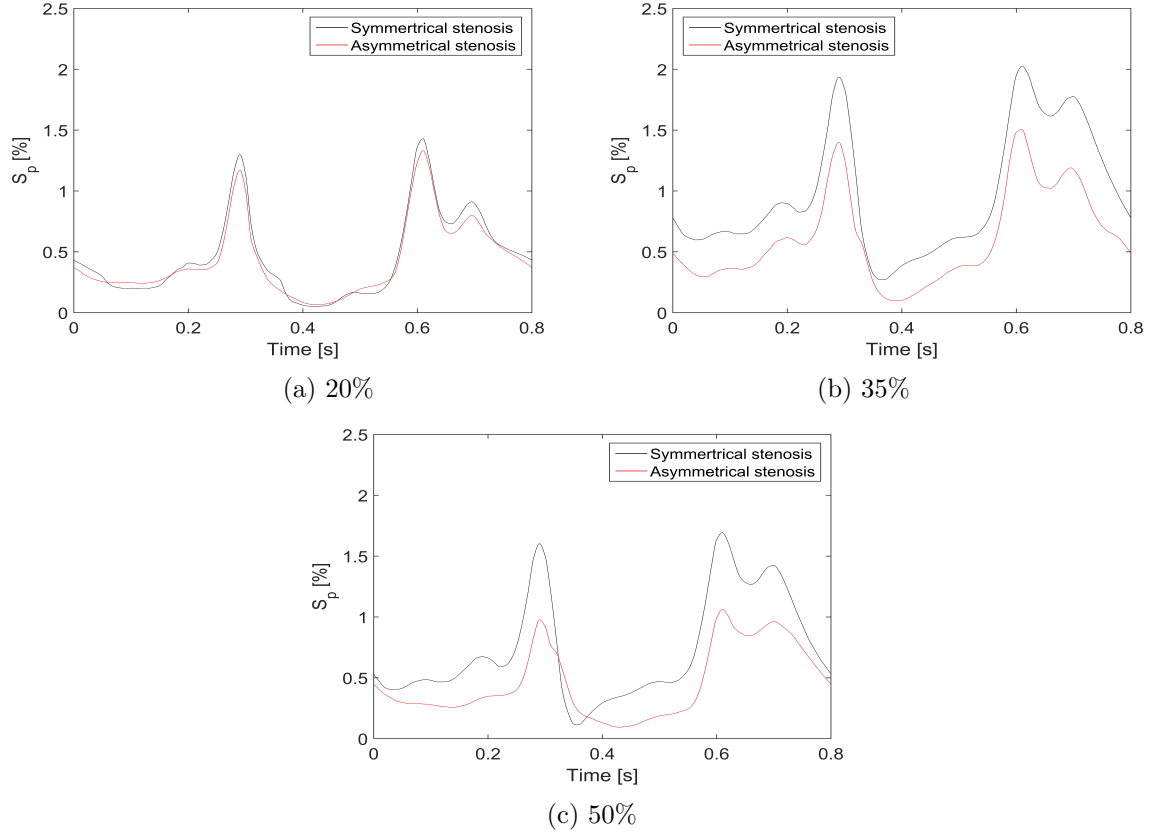 2.5
2
1.5
1
0.5
0
S_p [%]
0 0.2 0.4 0.6 0.8
Time [s]
Symmertrical stenosis
Asymmetrical stenosis
(a) 20%
2.5
2
1.5
1
0.5
0
S_p [%]
0 0.2 0.4 0.6 0.8
Time [s]
Symmertrical stenosis
Asymmetrical stenosis
(b) 35%
2.5
2
1.5
1
0.5
0
S_p [%]
0 0.2 0.4 0.6 0.8
Time [s]
Symmertrical stenosis
Asymmetrical stenosis
(c) 50%